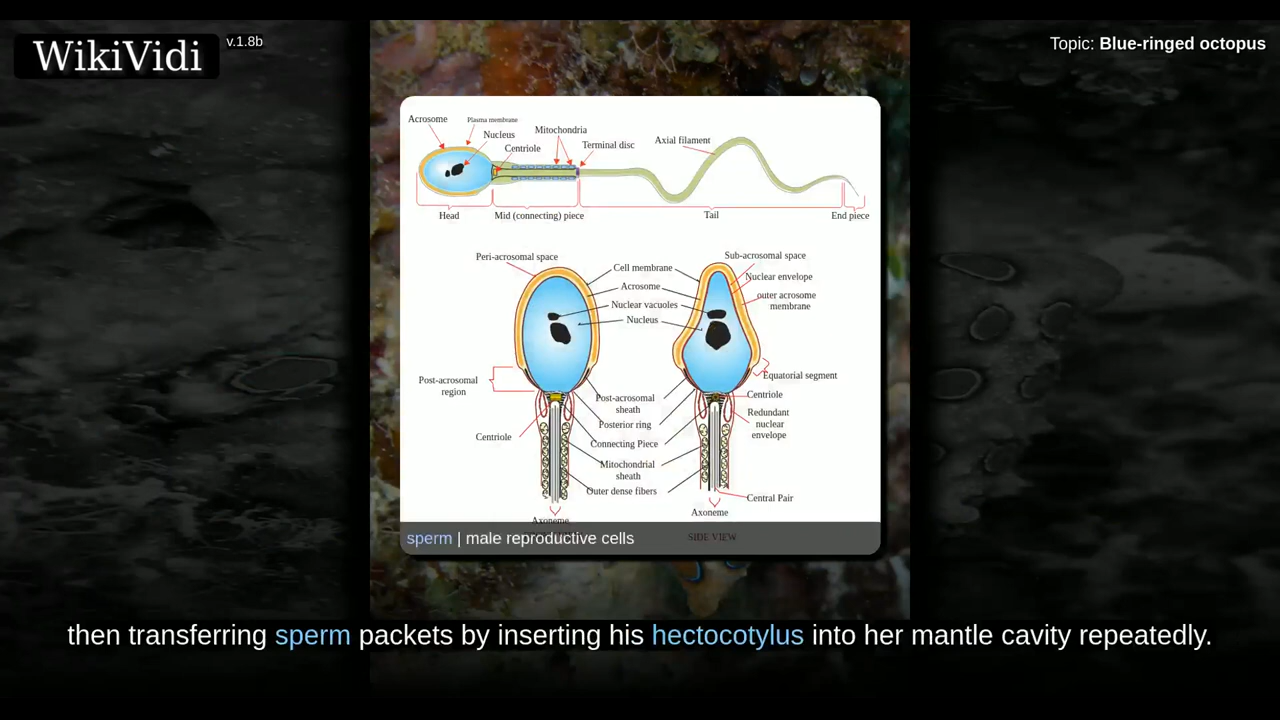 WikiVidi v.1.8b
Topic: Blue-ringed octopus
Acrosome
Plasma membrane
Nucleus
Mitochondria
Centriole
Terminal disc
Axial filament
Head
Mid (connecting) piece
Tail
End piece
Peri-acrosomal space
Sub-acrosomal space
Cell membrane
Nuclear envelope
Acrosome
outer acrosome
membrane
Nuclear vacuoles
Nucleus
Post-acrosomal
region
Equatorial segment
Post-acrosomal
sheath
Centriole
Posterior ring
Redundant
nuclear
envelope
Centriole
Connecting Piece
Mitochondrial
sheath
Outer dense fibers
Central Pair
Axoneme
Axoneme
SIDE VIEW
sperm | male reproductive cells
then transferring sperm packets by inserting his hectocotylus into her mantle cavity repeatedly.